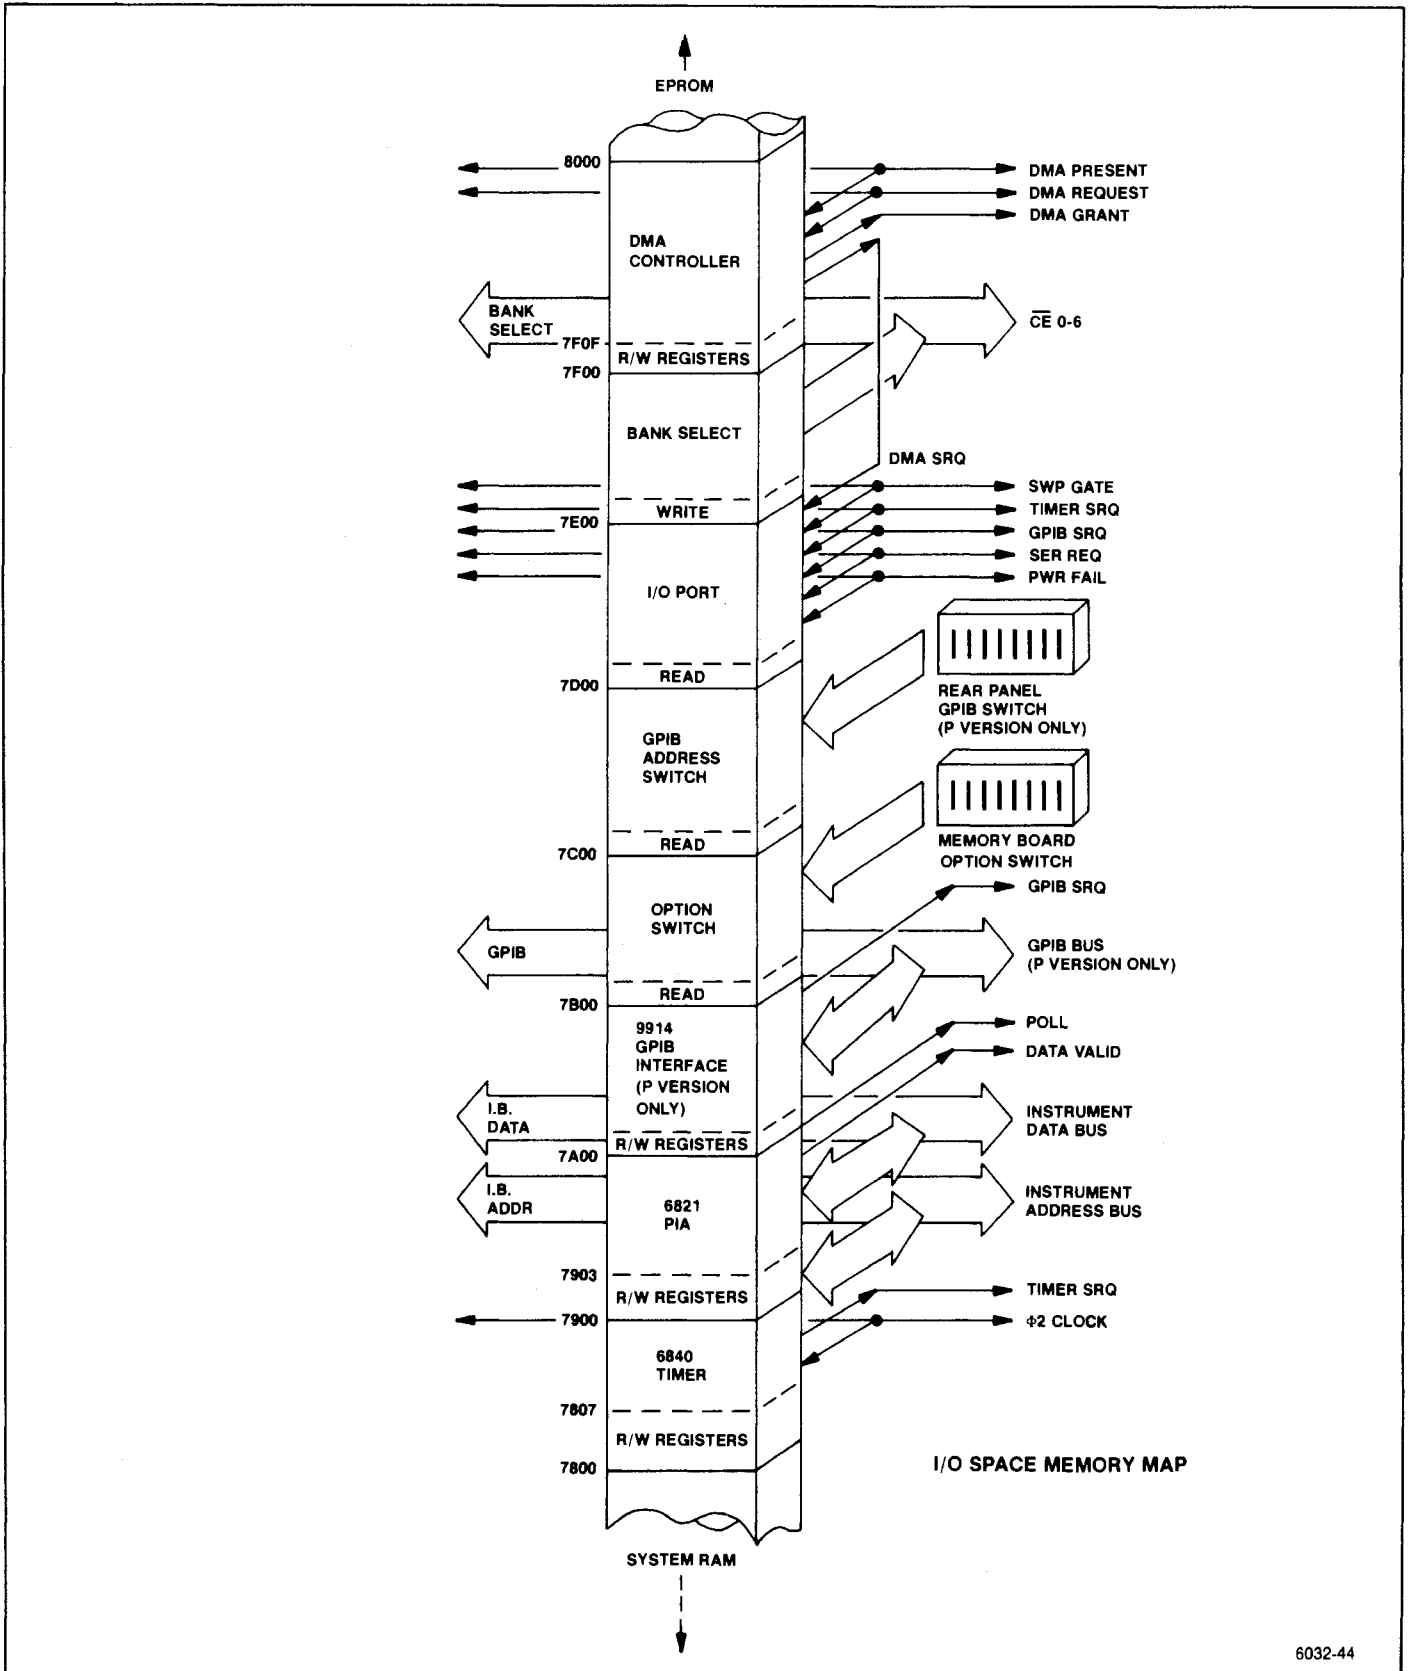 EPROM
8000
DMA PRESENT
DMA REQUEST
DMA GRANT
DMA
CONTROLLER
BANK
SELECT
CE 0-6
7F0F
R/W REGISTERS
7F00
BANK SELECT
DMA SRQ
SWP GATE
WRITE
TIMER SRQ
7E00
GPIB SRQ
SER REQ
PWR FAIL
I/O PORT
READ
7D00
REAR PANEL
GPIB SWITCH
(P VERSION ONLY)
GPIB
ADDRESS
SWITCH
READ
7C00
MEMORY BOARD
OPTION SWITCH
GPIB SRQ
OPTION
SWITCH
GPIB
GPIB BUS
(P VERSION ONLY)
READ
7B00
9914
GPIB
INTERFACE
(P VERSION
ONLY)
POLL
DATA VALID
I.B.
DATA
INSTRUMENT
DATA BUS
R/W REGISTERS
7A00
I.B.
ADDR
6821
PIA
INSTRUMENT
ADDRESS BUS
7903
R/W REGISTERS
TIMER SRQ
7900
Φ2 CLOCK
6840
TIMER
7807
R/W REGISTERS
7800
I/O SPACE MEMORY MAP
SYSTEM RAM
6032-44